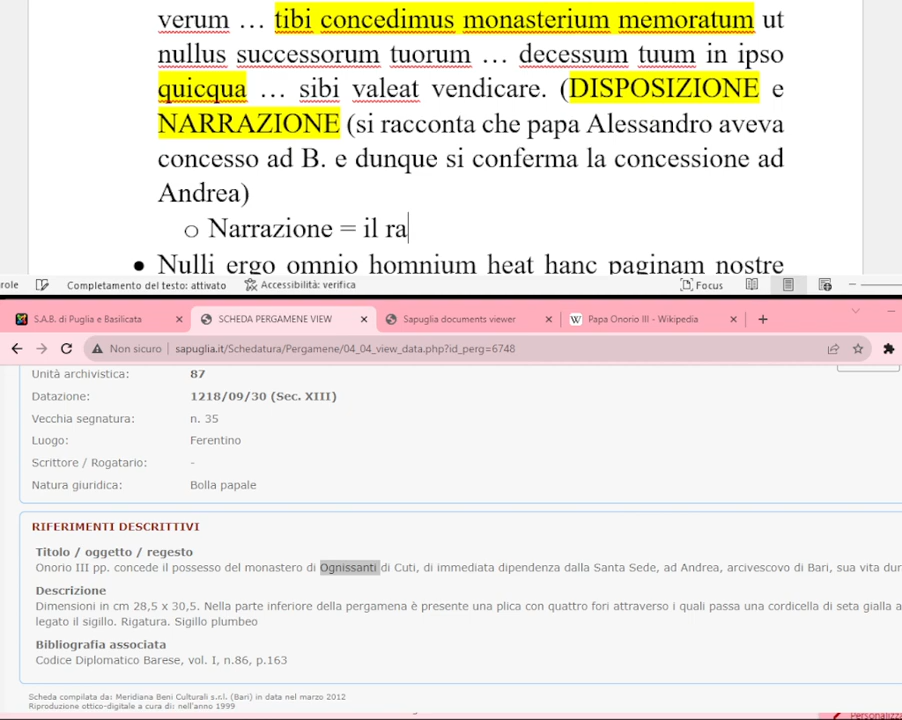 verum … tibi concedimus monasterium memoratum ut
nullus successorum tuorum … decessum tuum in ipso
quicqua … sibi valeat vendicare. (DISPOSIZIONE e
NARRAZIONE (si racconta che papa Alessandro aveva
concesso ad B. e dunque si conferma la concessione ad
Andrea)
o Narrazione = il ra
• Nulli ergo omnio homnium heat hanc paginam nostre
role Completamento del testo: attivato Accessibilità: verifica Focus
S.A.B. di Puglia e Basilicata × SCHEDA PERGAMENE VIEW × Sapuglia documents viewer × W Papa Onorio III - Wikipedia × +
Non sicuro | sapuglia.it/Schedatura/Pergamene/04_04_view_data.php?id_perg=6748
Unità archivistica: 87
Datazione: 1218/09/30 (Sec. XIII)
Vecchia segnatura: n. 35
Luogo: Ferentino
Scrittore / Rogatario: -
Natura giuridica: Bolla papale
RIFERIMENTI DESCRITTIVI
Titolo / oggetto / regesto
Onorio III pp. concede il possesso del monastero di Ognissanti di Cuti, di immediata dipendenza dalla Santa Sede, ad Andrea, arcivescovo di Bari, sua vita dur
Descrizione
Dimensioni in cm 28,5 x 30,5. Nella parte inferiore della pergamena è presente una plica con quattro fori attraverso i quali passa una cordicella di seta gialla a
legato il sigillo. Rigatura. Sigillo plumbeo
Bibliografia associata
Codice Diplomatico Barese, vol. I, n.86, p.163
Scheda compilata da: Meridiana Beni Culturali s.c.l. (Bari) in data nel marzo 2012
Riproduzione ottico-digitale a cura di: nell'anno 1999
Personalizz